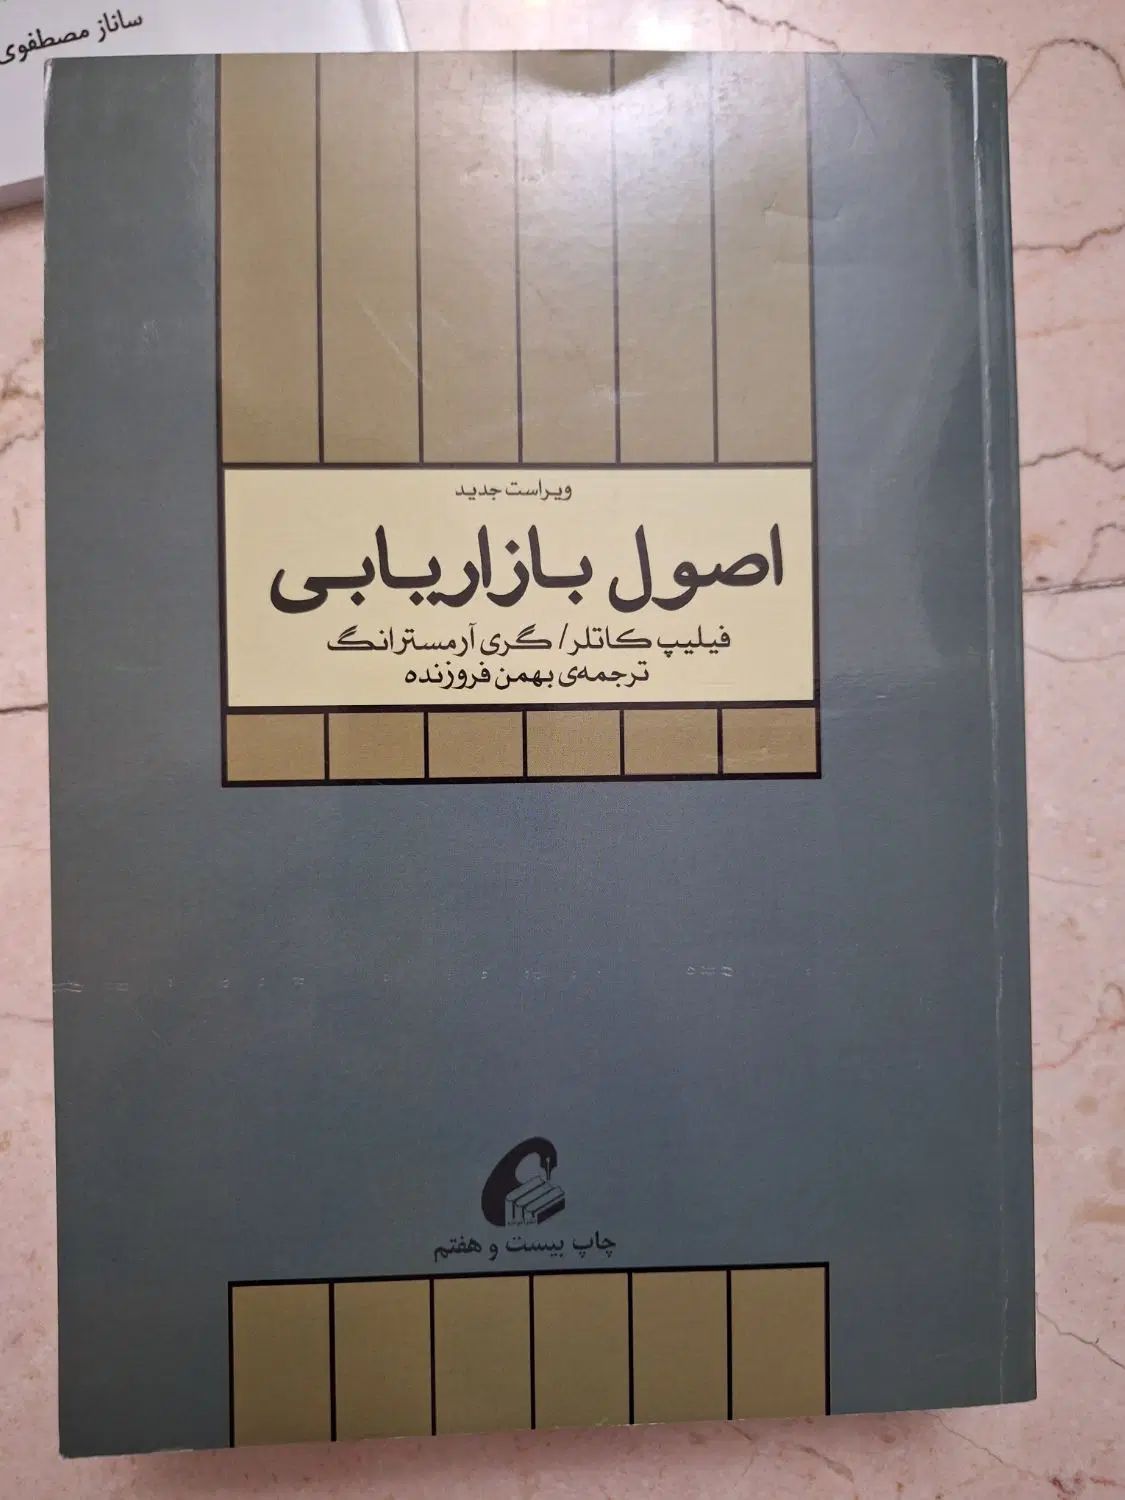 ساناز مصطفوی
ویراست جدید
اصول بازاریابی
فیلیپ کاتلر/ گری آرمسترانگ
ترجمه‌ی بهمن فروزنده
چاپ بیست و هفتم